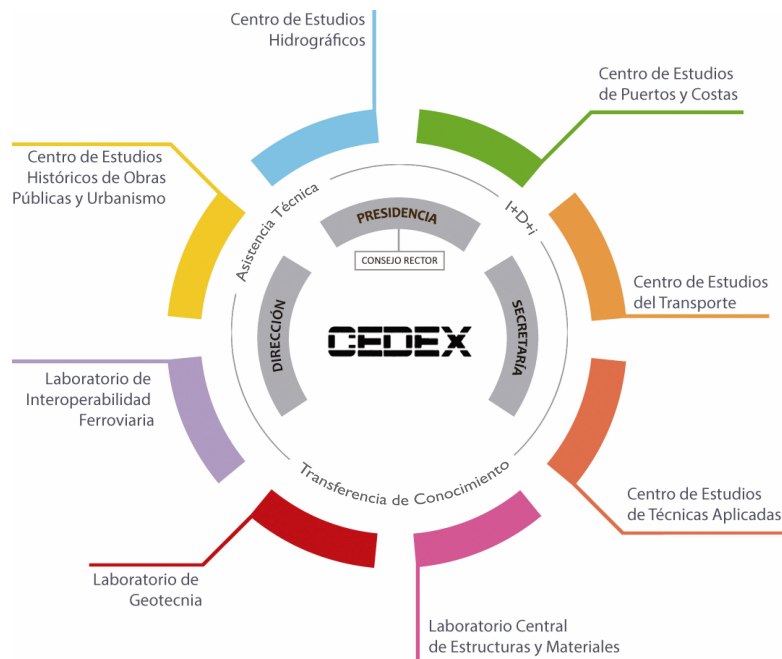 Centro de Estudios
Hidrográficos
Centro de Estudios
de Puertos y Costas
Centro de Estudios
Históricos de Obras
Públicas y Urbanismo
Asistencia Técnica
I+D+i
PRESIDENCIA
CONSEJO RECTOR
DIRECCIÓN
SECRETARÍA
CEDEX
Centro de Estudios
del Transporte
Laboratorio de
Interoperabilidad
Ferroviaria
Transferencia de Conocimiento
Centro de Estudios
de Técnicas Aplicadas
Laboratorio de
Geotecnia
Laboratorio Central
de Estructuras y Materiales